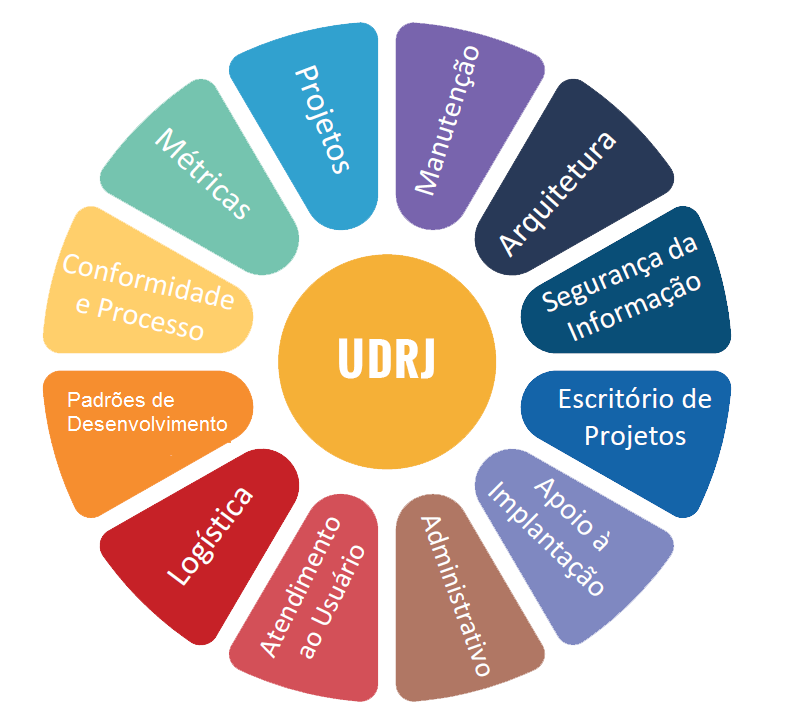 Projetos
Manutenção
Arquitetura
Segurança da
Informação
Escritório de
Projetos
Apoio à
Implantação
Administrativo
Atendimento
ao Usuário
Logística
Padrões de
Desenvolvimento
Conformidade
e Processo
Métricas
UDRJ